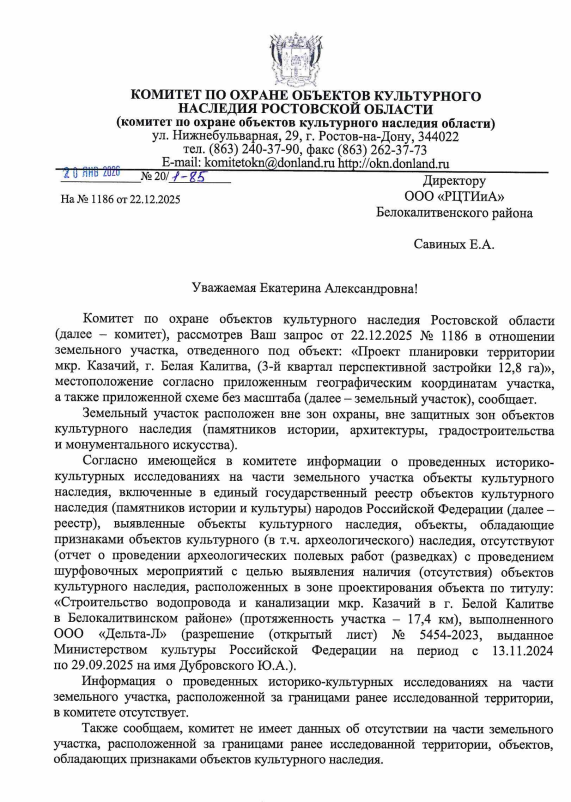 КОМИТЕТ ПО ОХРАНЕ ОБЪЕКТОВ КУЛЬТУРНОГО
НАСЛЕДИЯ РОСТОВСКОЙ ОБЛАСТИ
(комитет по охране объектов культурного наследия области)
ул. Нижнебульварная, 29, г. Ростов-на-Дону, 344022
тел. (863) 240-37-90, факс (863) 262-37-73
E-mail: komitetokn@donland.ru http://okn.donland.ru
20 ЯНВ 2026 № 20/1-85
На № 1186 от 22.12.2025
Директору
ООО «РЦТИиА»
Белокалитвенского района
Савиных Е.А.
Уважаемая Екатерина Александровна!
Комитет по охране объектов культурного наследия Ростовской области
(далее – комитет), рассмотрев Ваш запрос от 22.12.2025 № 1186 в отношении
земельного участка, отведенного под объект: «Проект планировки территории
мкр. Казачий, г. Белая Калитва, (3-й квартал перспективной застройки 12,8 га)»,
местоположение согласно приложенным географическим координатам участка,
а также приложенной схеме без масштаба (далее – земельный участок), сообщает.
Земельный участок расположен вне зон охраны, вне защитных зон объектов
культурного наследия (памятников истории, архитектуры, градостроительства
и монументального искусства).
Согласно имеющейся в комитете информации о проведенных историко-
культурных исследованиях на части земельного участка объекты культурного
наследия, включенные в единый государственный реестр объектов культурного
наследия (памятников истории и культуры) народов Российской Федерации (далее –
реестр), выявленные объекты культурного наследия, объекты, обладающие
признаками объектов культурного (в т.ч. археологического) наследия, отсутствуют
(отчет о проведении археологических полевых работ (разведках) с проведением
шурфовочных мероприятий с целью выявления наличия (отсутствия) объектов
культурного наследия, расположенных в зоне проектирования объекта по титулу:
«Строительство водопровода и канализации мкр. Казачий в г. Белой Калитве
в Белокалитвинском районе» (протяженность участка – 17,4 км), выполненного
ООО «Дельта-Л» (разрешение (открытый лист) № 5454-2023, выданное
Министерством культуры Российской Федерации на период с 13.11.2024
по 29.09.2025 на имя Дубровского Ю.А.).
Информация о проведенных историко-культурных исследованиях на части
земельного участка, расположенной за границами ранее исследованной территории,
в комитете отсутствует.
Также сообщаем, комитет не имеет данных об отсутствии на части земельного
участка, расположенной за границами ранее исследованной территории, объектов,
обладающих признаками объектов культурного наследия.